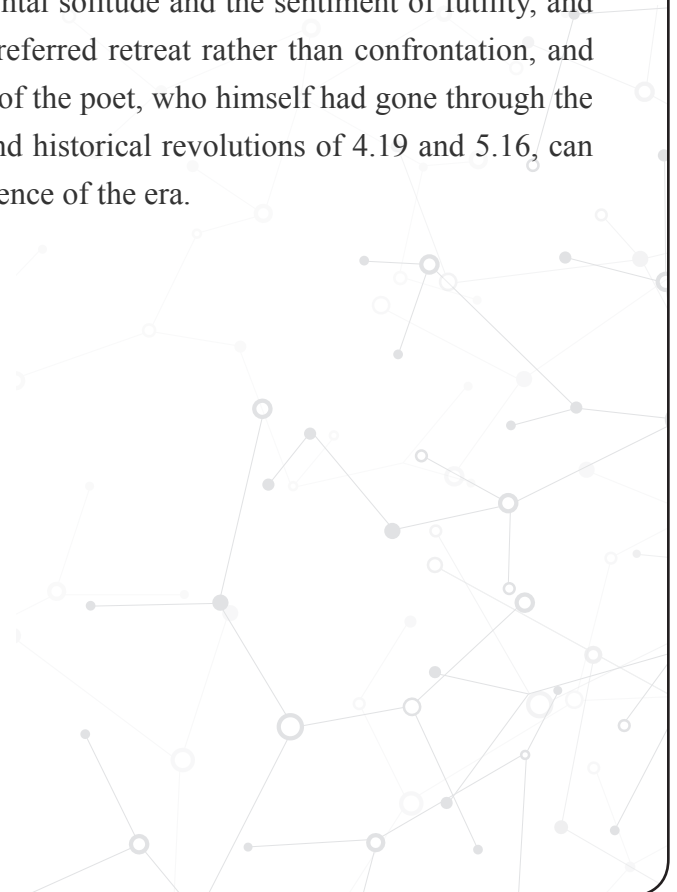 ntal solitude and the sentiment of futility, and
referred retreat rather than confrontation, and
of the poet, who himself had gone through the
nd historical revolutions of 4.19 and 5.16, can
ence of the era.